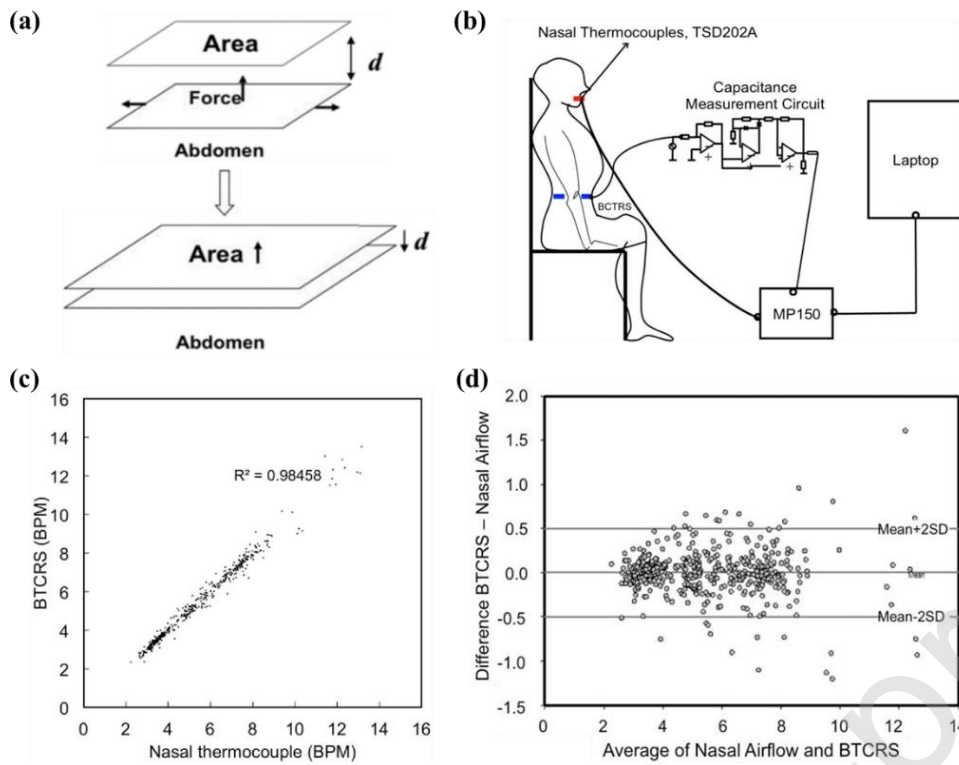 (a)
Area
d
Force
Abdomen
Area
d
Abdomen
(b)
Nasal Thermocouples, TSD202A
Capacitance
Measurement Circuit
Laptop
BCTRS
MP150
(c)
16
14
12
10
8
6
4
2
0
BTCRS (BPM)
R² = 0.98458
0 2 4 6 8 10 12 14 16
Nasal thermocouple (BPM)
(d)
2.0
1.5
1.0
0.5
0.0
-0.5
-1.0
-1.5
Difference BTCRS – Nasal Airflow
Mean+2SD
Mean
Mean-2SD
0 2 4 6 8 10 12 14
Average of Nasal Airflow and BTCRS